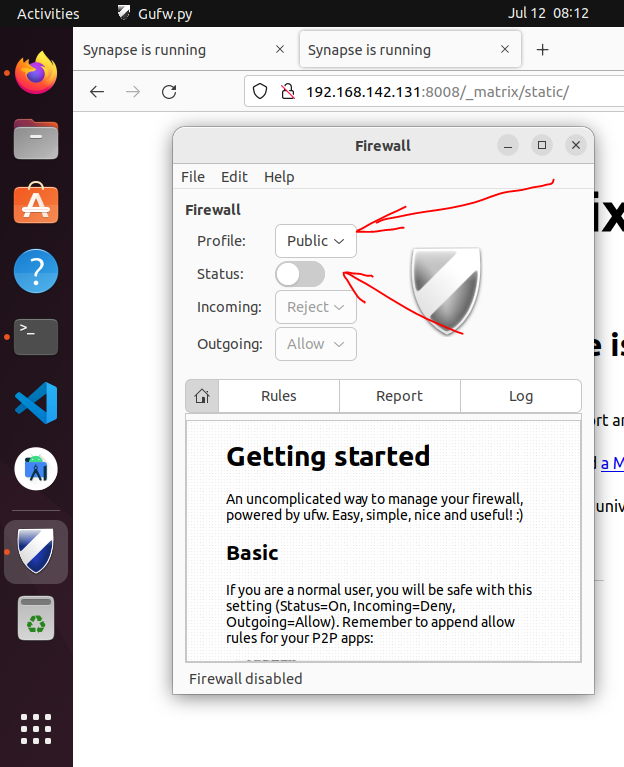 Activities Gufw.py Jul 12 08:12
Synapse is running × Synapse is running × +
192.168.142.131:8008/_matrix/static/
Firewall
File Edit Help
Firewall
Profile: Public
Status:
Incoming: Reject
Outgoing: Allow
Rules Report Log
Getting started
An uncomplicated way to manage your firewall,
powered by ufw. Easy, simple, nice and useful! :)
Basic
If you are a normal user, you will be safe with this
setting (Status=On, Incoming=Deny,
Outgoing=Allow). Remember to append allow
rules for your P2P apps:
Firewall disabled
ix
e is
rt an
a M
univ